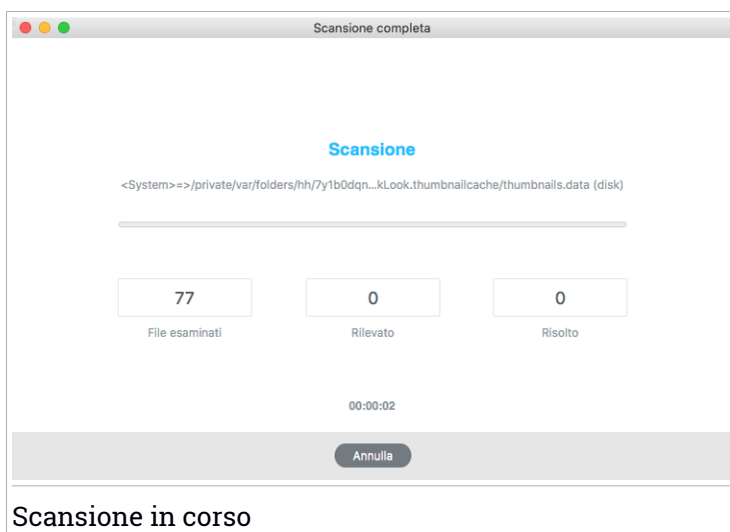 Scansione completa
Scansione
<System>=>/private/var/folders/hh/7y1b0dqn...kLook.thumbnailcache/thumbnails.data (disk)
77 0 0
File esaminati Rilevato Risolto
00:00:02
Annulla
Scansione in corso